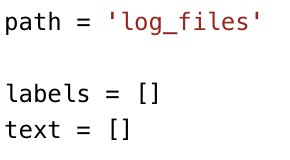 path = 'log_files'
labels = []
text = []